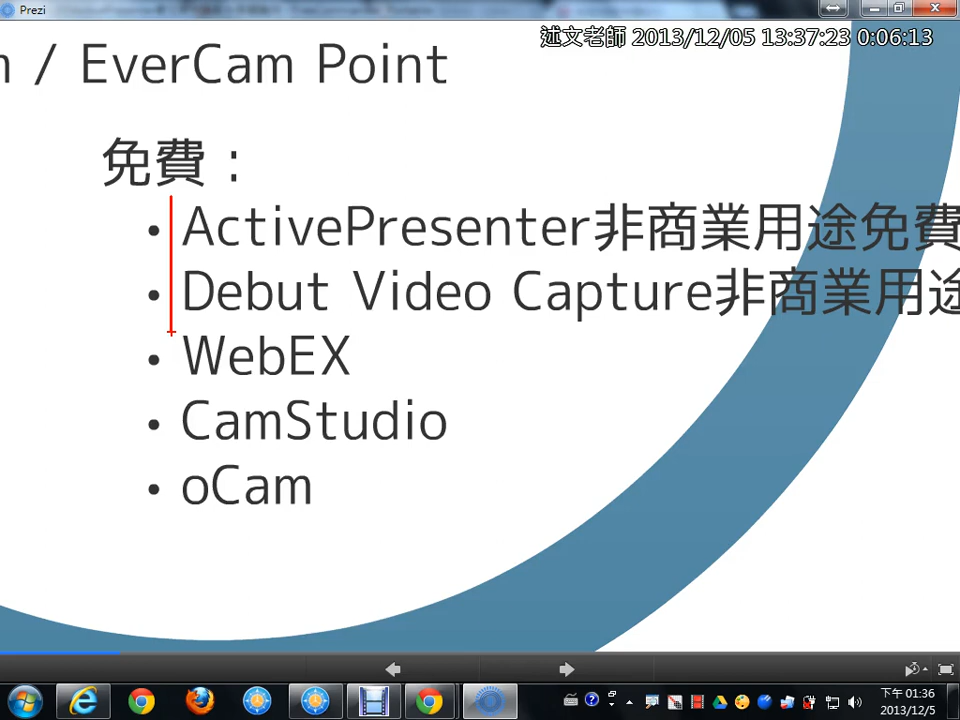 Prezi
述文老師 2013/12/05 13:37:23 0:06:13
/ EverCam Point
免費：
• ActivePresenter非商業用途免費
• Debut Video Capture非商業用途
• WebEX
• CamStudio
• oCam
下午 01:36
2013/12/5